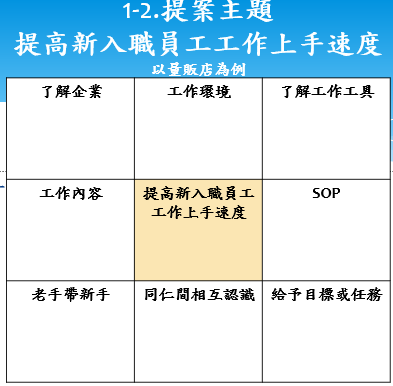 1-2.提案主題
提高新入職員工工作上手速度
以量販店為例
了解企業
工作環境
了解工作工具
工作內容
提高新入職員工
工作上手速度
SOP
老手帶新手
同仁間相互認識
給予目標或任務